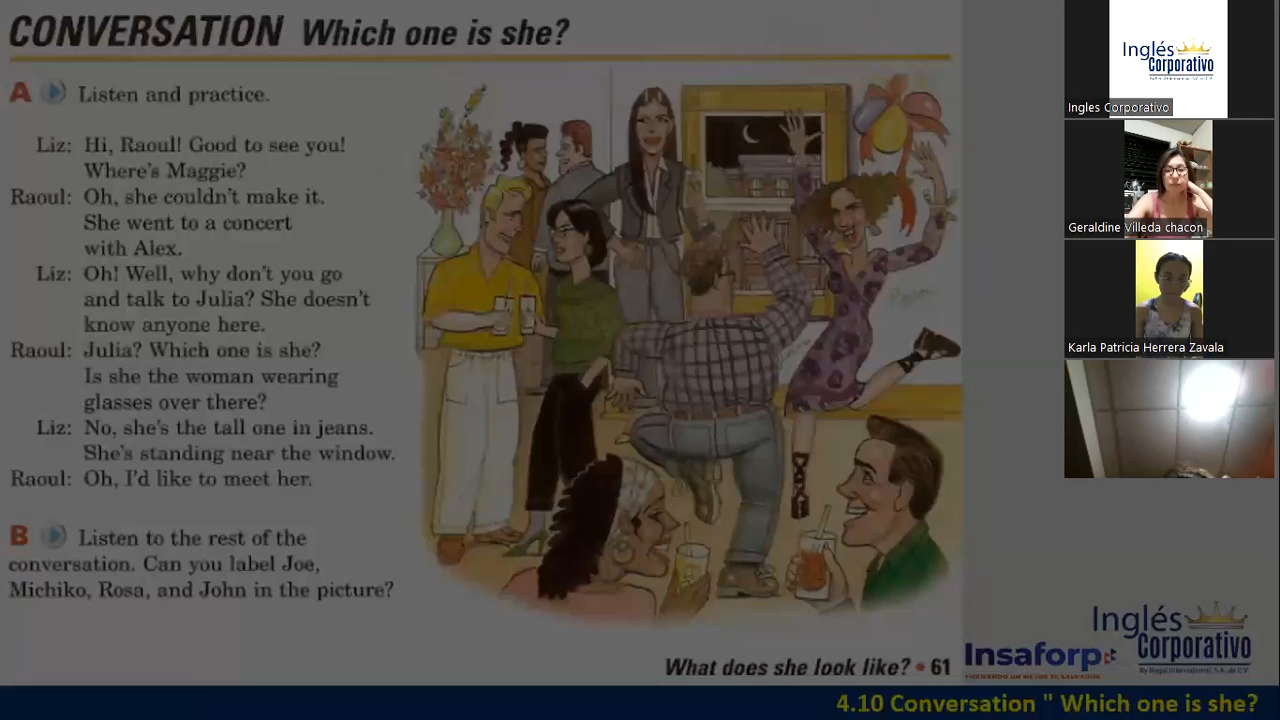 CONVERSATION Which one is she?
A Listen and practice.
Liz: Hi, Raoul! Good to see you!
Where's Maggie?
Raoul: Oh, she couldn't make it.
She went to a concert
with Alex.
Liz: Oh! Well, why don't you go
and talk to Julia? She doesn't
know anyone here.
Raoul: Julia? Which one is she?
Is she the woman wearing
glasses over there?
Liz: No, she's the tall one in jeans.
She's standing near the window.
Raoul: Oh, I'd like to meet her.
B Listen to the rest of the
conversation. Can you label Joe,
Michiko, Rosa, and John in the picture?
What does she look like? • 61
Insaforp
Inglés
Corporativo
4.10 Conversation " Which one is she?
Inglés
Corporativo
Ingles Corporativo
Geraldine Villeda chacon
Karla Patricia Herrera Zavala